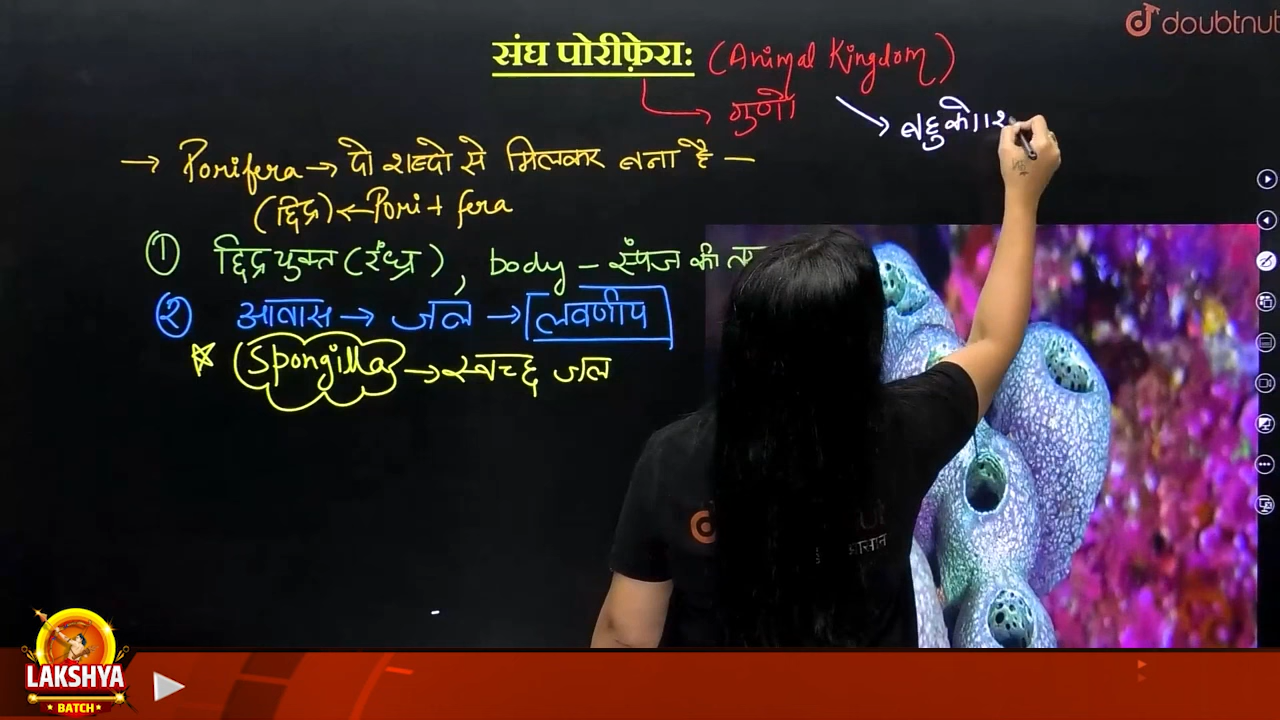 doubtnut
संघ पोरीफ़ेरा: (Animal Kingdom)
→ गुणो
→ Porifera → दो शब्दो से मिलकर बना है —
(छिद्र) ← Pori + fera
① छिद्रयुक्त (रंध्र), body – स्पंज की
② आवास → जल → लवणीय
☆ (Spongilla) → स्वच्छ जल
LAKSHYA
BATCH